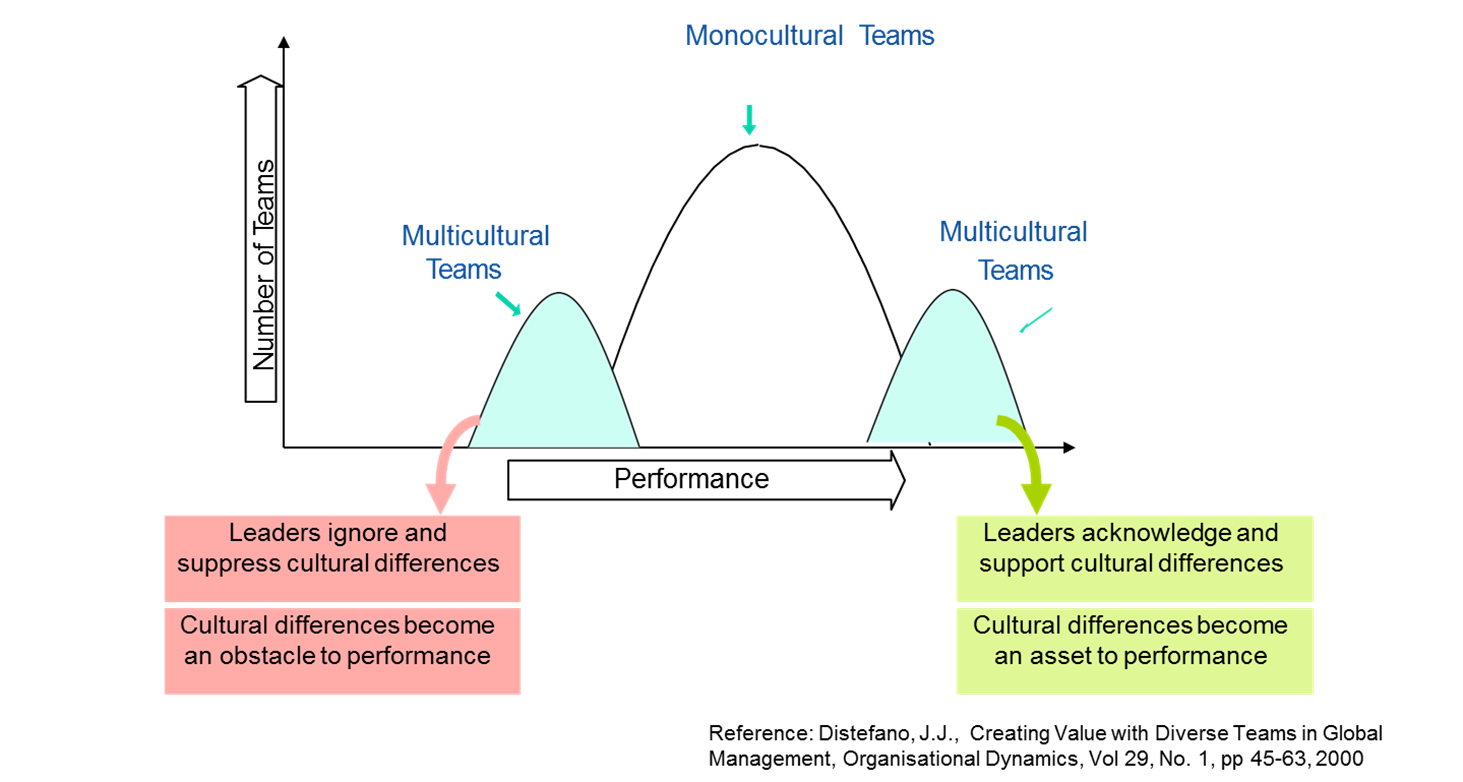 Monocultural Teams
Number of Teams
Multicultural
Teams
Multicultural
Teams
Performance
Leaders ignore and
suppress cultural differences
Cultural differences become
an obstacle to performance
Leaders acknowledge and
support cultural differences
Cultural differences become
an asset to performance
Reference: Distefano, J.J., Creating Value with Diverse Teams in Global
Management, Organisational Dynamics, Vol 29, No. 1, pp 45-63, 2000